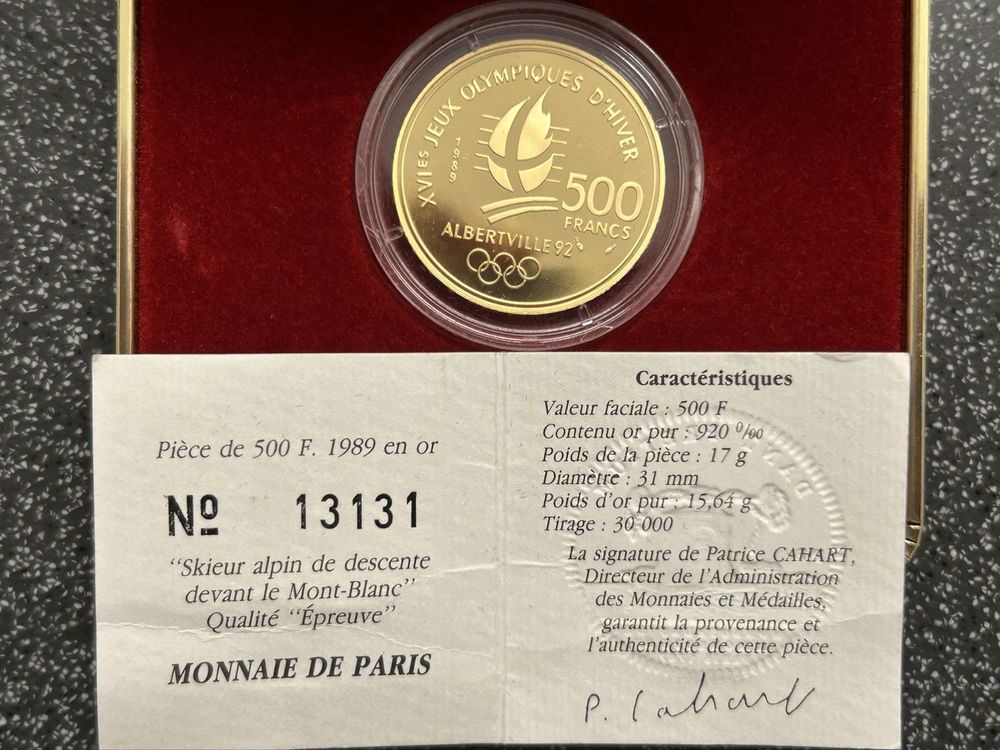 XVIES JEUX OLYMPIQUES D'HIVER
1989
500
FRANCS
ALBERTVILLE 92
Pièce de 500 F. 1989 en or
Nº 13131
"Skieur alpin de descente
devant le Mont-Blanc"
Qualité "Épreuve"
MONNAIE DE PARIS
Caractéristiques
Valeur faciale : 500 F
Contenu or pur : 920 ⁰/₀₀
Poids de la pièce : 17 g
Diamètre : 31 mm
Poids d'or pur : 15,64 g
Tirage : 30 000
La signature de Patrice CAHART,
Directeur de l'Administration
des Monnaies et Médailles,
garantit la provenance et
l'authenticité de cette pièce.
P. Cahart